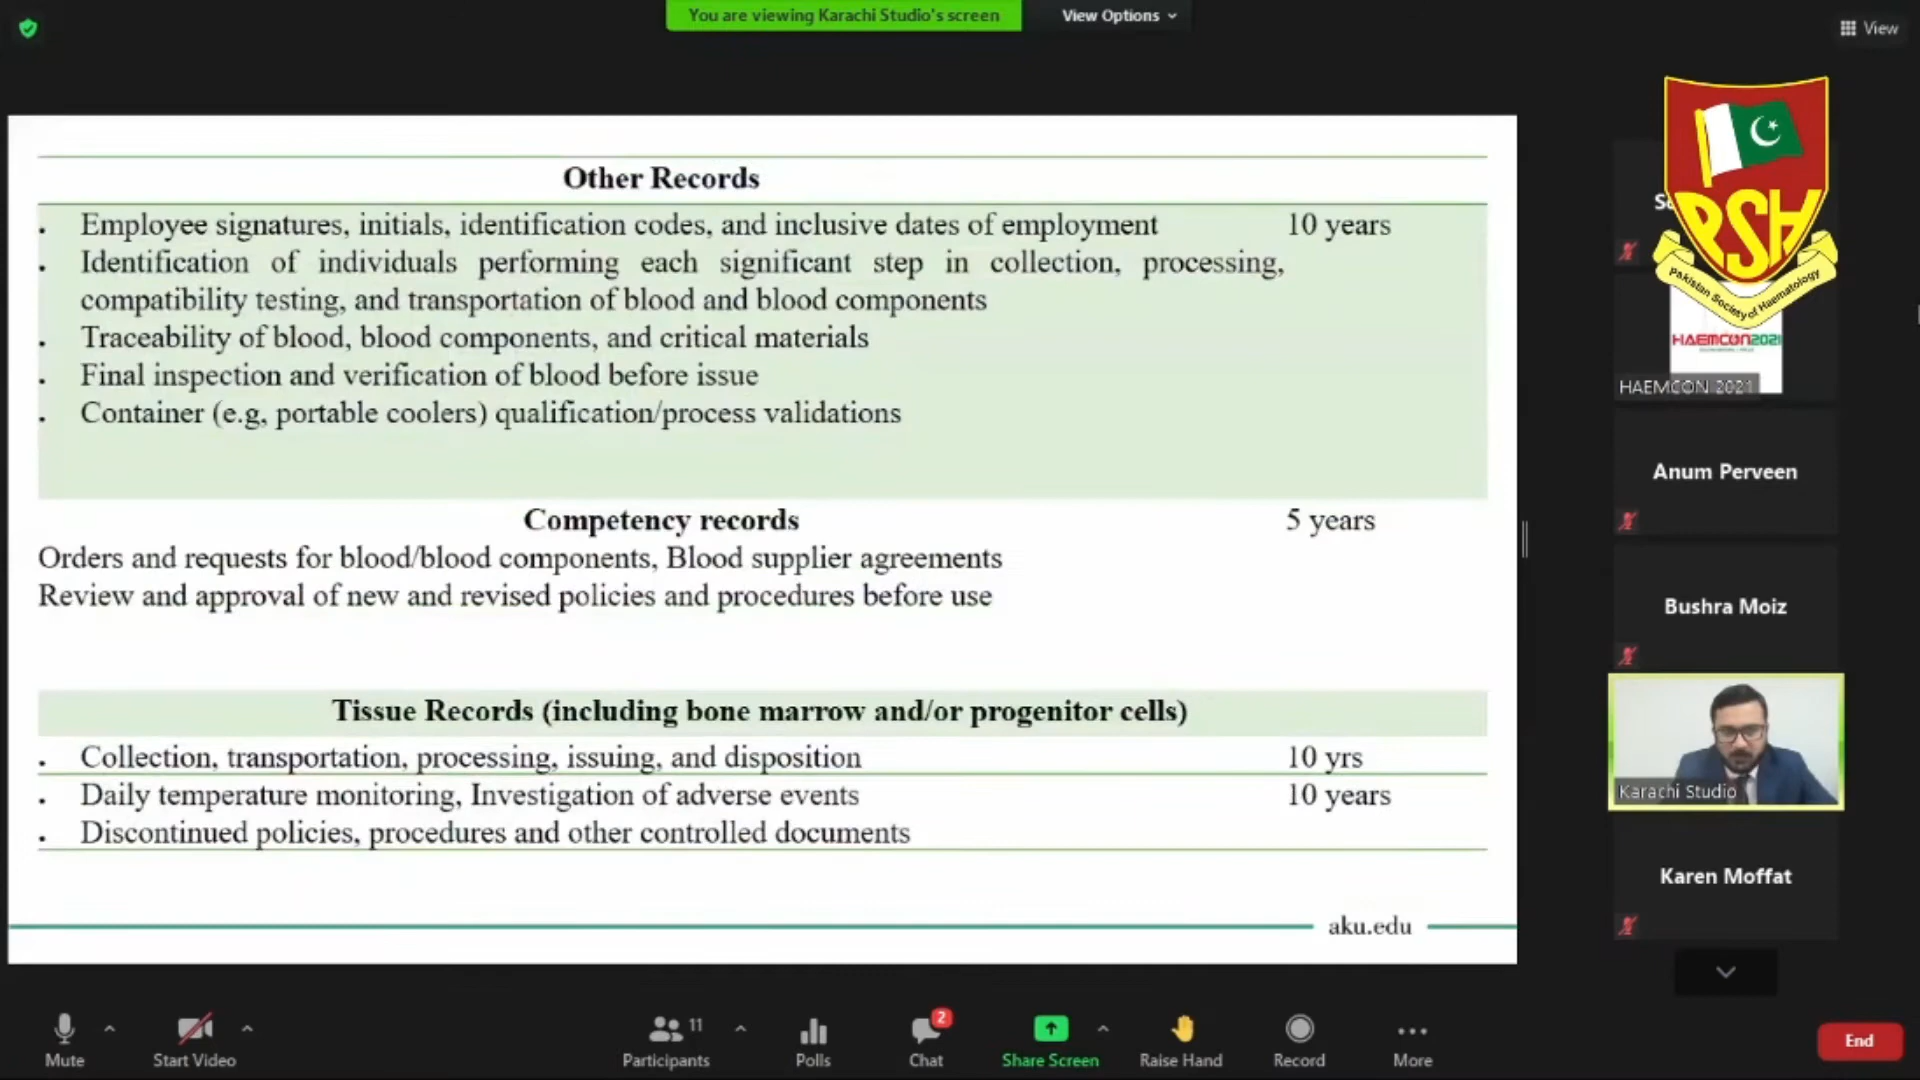 You are viewing Karachi Studio's screen
View Options
View
Other Records
Employee signatures, initials, identification codes, and inclusive dates of employment 10 years
Identification of individuals performing each significant step in collection, processing,
compatibility testing, and transportation of blood and blood components
Traceability of blood, blood components, and critical materials
Final inspection and verification of blood before issue
Container (e.g, portable coolers) qualification/process validations
Competency records 5 years
Orders and requests for blood/blood components, Blood supplier agreements
Review and approval of new and revised policies and procedures before use
Tissue Records (including bone marrow and/or progenitor cells)
Collection, transportation, processing, issuing, and disposition 10 yrs
Daily temperature monitoring, Investigation of adverse events 10 years
Discontinued policies, procedures and other controlled documents
aku.edu
PSH
Pakistan Society of Haematology
HAEMCON2021
HAEMCON 2021
Anum Perveen
Bushra Moiz
Karachi Studio
Karen Moffat
Mute
Start Video
Participants 11
Polls
Chat 2
Share Screen
Raise Hand
Record
More
End